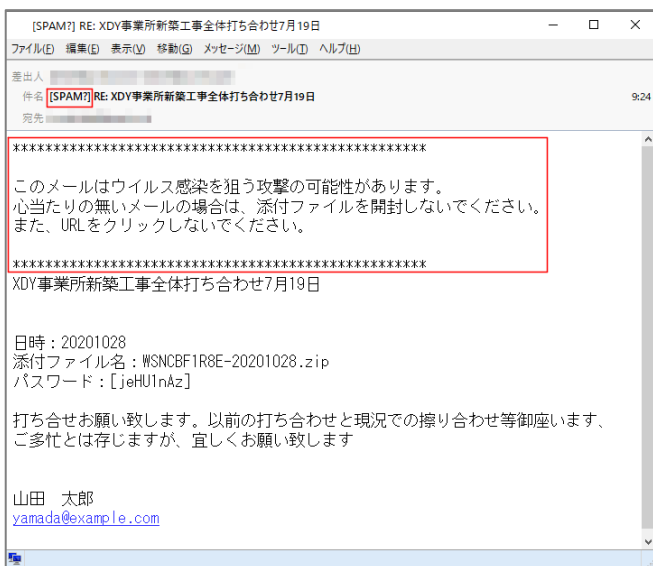 [SPAM?] RE: XDY事業所新築工事全体打ち合わせ7月19日
ファイル(F) 編集(E) 表示(V) 移動(G) メッセージ(M) ツール(T) ヘルプ(H)
差出人
件名 [SPAM?] RE: XDY事業所新築工事全体打ち合わせ7月19日 9:24
宛先
**************************************************
このメールはウイルス感染を狙う攻撃の可能性があります。
心当たりの無いメールの場合は、添付ファイルを開封しないでください。
また、URLをクリックしないでください。
**************************************************
XDY事業所新築工事全体打ち合わせ7月19日
日時：20201028
添付ファイル名：WSNCBF1R8E-20201028.zip
パスワード：[jeHU1nAz]
打ち合せお願い致します。以前の打ち合わせと現況での擦り合わせ等御座います、
ご多忙とは存じますが、宜しくお願い致します
山田　太郎
yamada@example.com